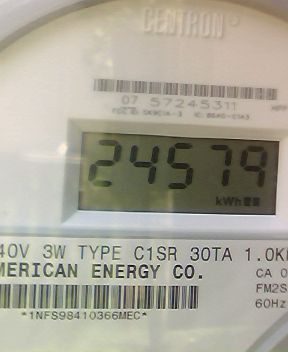 CENTRON®
07 57245311
24579
kWh
40V 3W TYPE C1SR 30TA 1.0K
MERICAN ENERGY CO.
CA 0
FM2S
60Hz
*1NFS98410366MEC*